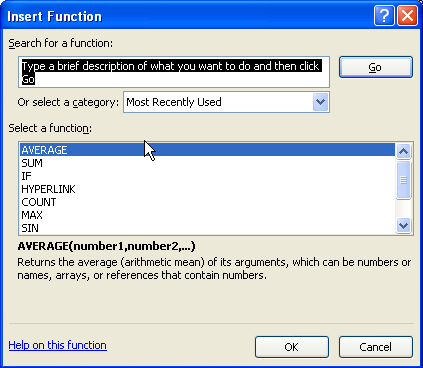 Insert Function
Search for a function:
Type a brief description of what you want to do and then click
Go
Go
Or select a category: Most Recently Used
Select a function:
AVERAGE
SUM
IF
HYPERLINK
COUNT
MAX
SIN
AVERAGE(number1,number2,...)
Returns the average (arithmetic mean) of its arguments, which can be numbers or
names, arrays, or references that contain numbers.
Help on this function
OK
Cancel